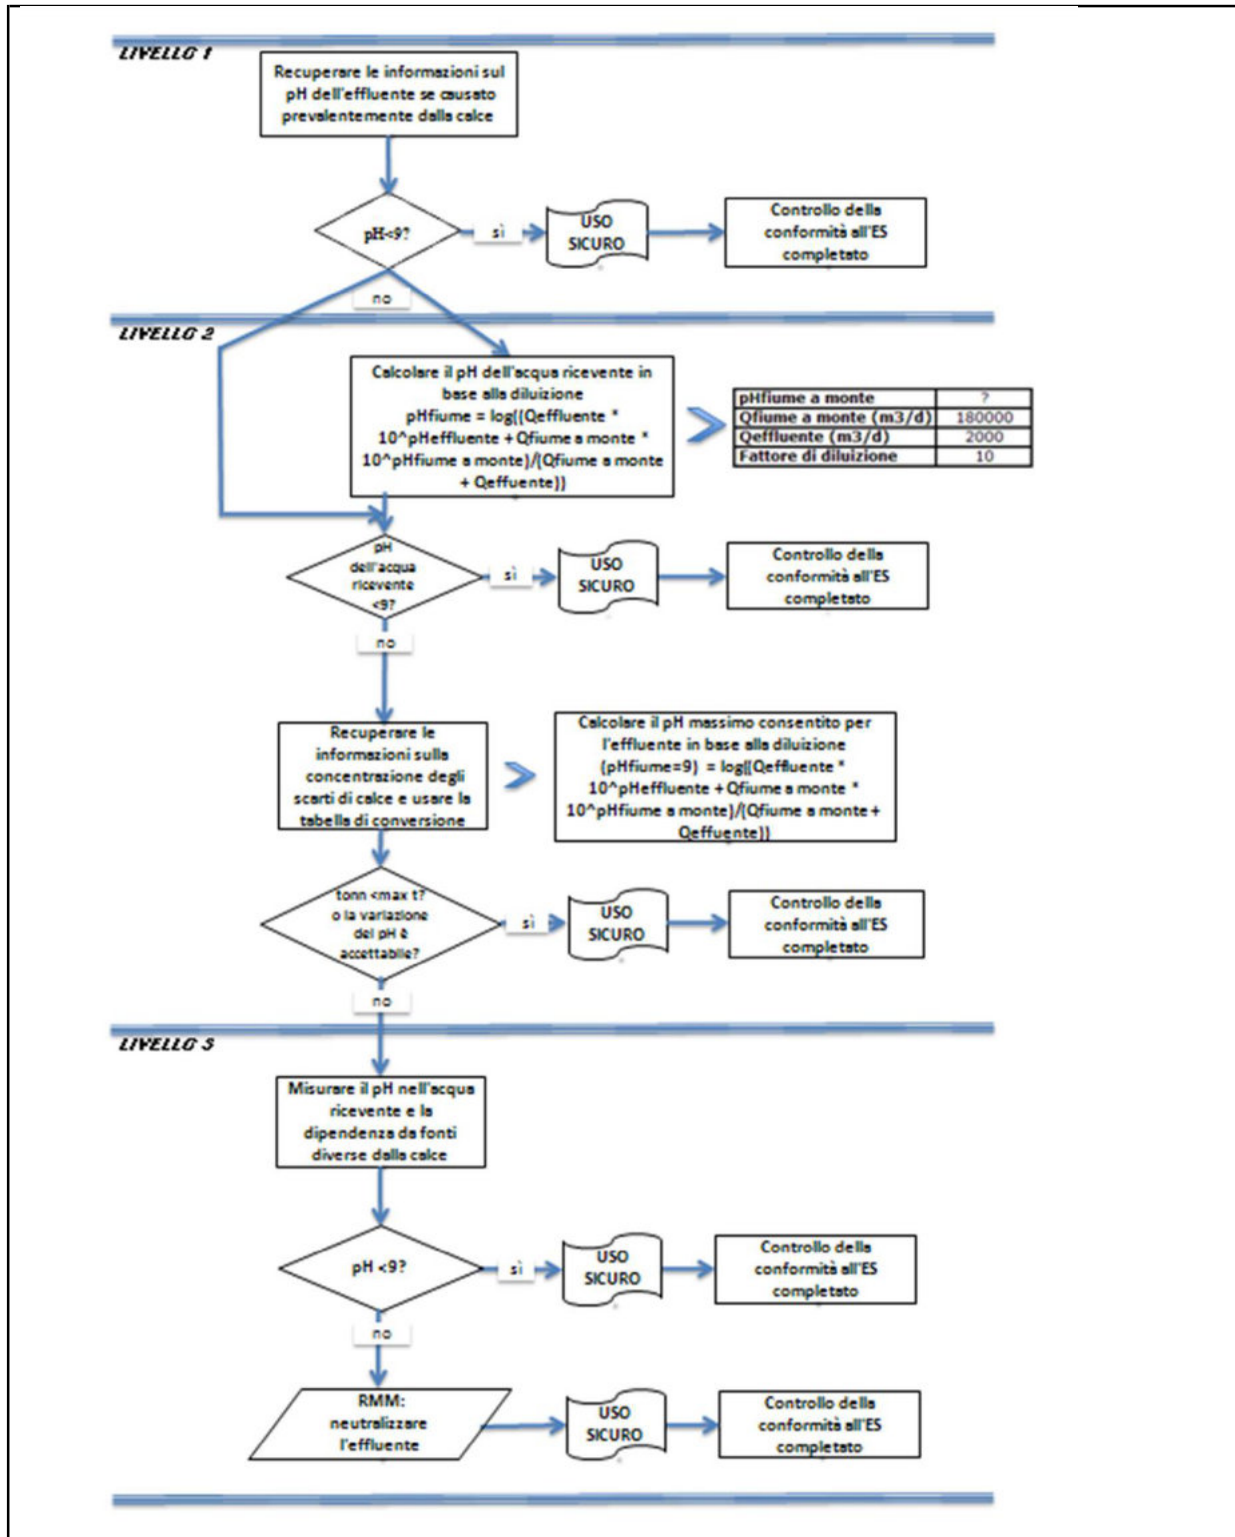 LIVELLO 1
Recuperare le informazioni sul
pH dell'effluente se causato
prevalentemente dalla calce
pH<9?
sì
USO
SICURO
Controllo della
conformità all'ES
completato
no
LIVELLO 2
Calcolare il pH dell'acqua ricevente in
base alla diluizione
pHfiume = log((Qeffluente *
10^pHeffluente + Qfiume a monte *
10^pHfiume a monte)/(Qfiume a monte
+ Qeffuente))
pHfiume a monte ?
Qfiume a monte (m3/d) 180000
Qeffluente (m3/d) 2000
Fattore di diluizione 10
pH
dell'acqua
ricevente
<9?
sì
USO
SICURO
Controllo della
conformità all'ES
completato
no
Recuperare le
informazioni sulla
concentrazione degli
scarti di calce e usare la
tabella di conversione
Calcolare il pH massimo consentito per
l'effluente in base alla diluizione
(pHfiume=9) = log((Qeffluente *
10^pHeffluente + Qfiume a monte *
10^pHfiume a monte)/(Qfiume a monte +
Qeffuente))
tonn <max t?
o la variazione
del pH è
accettabile?
sì
USO
SICURO
Controllo della
conformità all'ES
completato
no
LIVELLO 3
Misurare il pH nell'acqua
ricevente e la
dipendenza da fonti
diverse dalla calce
pH <9?
sì
USO
SICURO
Controllo della
conformità all'ES
completato
no
RMM:
neutralizzare
l'effluente
USO
SICURO
Controllo della
conformità all'ES
completato